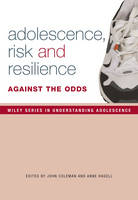 adolescence,
risk and
resilience
AGAINST THE ODDS
WILEY SERIES IN UNDERSTANDING ADOLESCENCE
EDITED BY JOHN COLEMAN AND ANN HAGELL